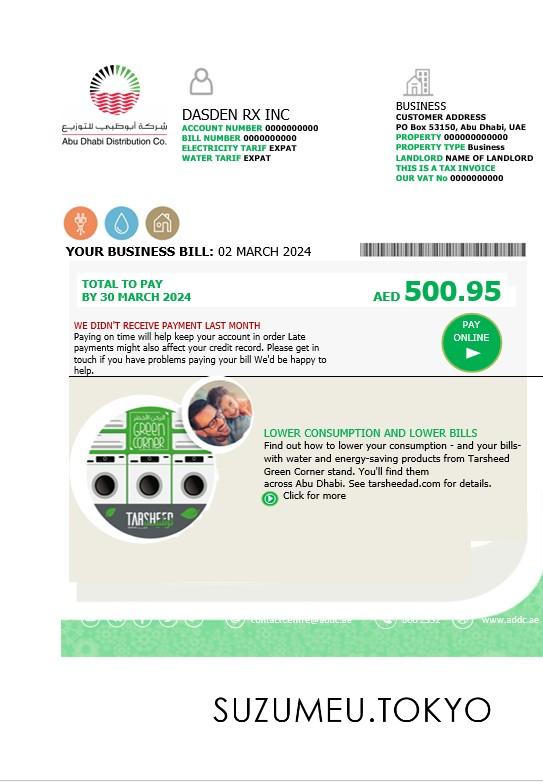 شركة أبوظبي للتوزيع
Abu Dhabi Distribution Co.
DASDEN RX INC
ACCOUNT NUMBER 0000000000
BILL NUMBER 0000000000
ELECTRICITY TARIF EXPAT
WATER TARIF EXPAT
BUSINESS
CUSTOMER ADDRESS
PO Box 53150, Abu Dhabi, UAE
PROPERTY 000000000000
PROPERTY TYPE Business
LANDLORD NAME OF LANDLORD
THIS IS A TAX INVOICE
OUR VAT No 0000000000
YOUR BUSINESS BILL: 02 MARCH 2024
TOTAL TO PAY
BY 30 MARCH 2024
AED 500.95
WE DIDN'T RECEIVE PAYMENT LAST MONTH
Paying on time will help keep your account in order Late
payments might also affect your credit record. Please get in
touch if you have problems paying your bill We'd be happy to
help.
PAY
ONLINE
GREEN
CORNER
TARSHEED
LOWER CONSUMPTION AND LOWER BILLS
Find out how to lower your consumption - and your bills-
with water and energy-saving products from Tarsheed
Green Corner stand. You'll find them
across Abu Dhabi. See tarsheedad.com for details.
Click for more
contactcentre@addc.ae
800 2332
www.addc.ae
SUZUMEU.TOKYO